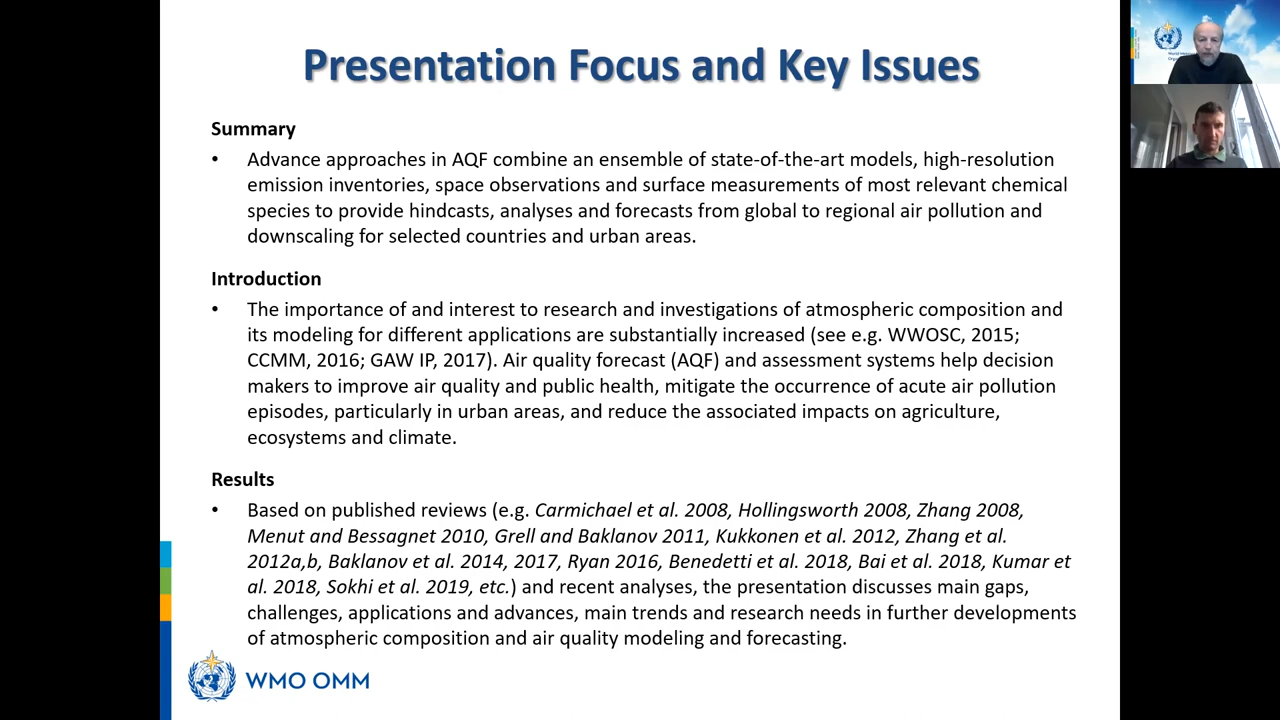 Presentation Focus and Key Issues
Summary
• Advance approaches in AQF combine an ensemble of state-of-the-art models, high-resolution
emission inventories, space observations and surface measurements of most relevant chemical
species to provide hindcasts, analyses and forecasts from global to regional air pollution and
downscaling for selected countries and urban areas.
Introduction
• The importance of and interest to research and investigations of atmospheric composition and
its modeling for different applications are substantially increased (see e.g. WWOSC, 2015;
CCMM, 2016; GAW IP, 2017). Air quality forecast (AQF) and assessment systems help decision
makers to improve air quality and public health, mitigate the occurrence of acute air pollution
episodes, particularly in urban areas, and reduce the associated impacts on agriculture,
ecosystems and climate.
Results
• Based on published reviews (e.g. Carmichael et al. 2008, Hollingsworth 2008, Zhang 2008,
Menut and Bessagnet 2010, Grell and Baklanov 2011, Kukkonen et al. 2012, Zhang et al.
2012a,b, Baklanov et al. 2014, 2017, Ryan 2016, Benedetti et al. 2018, Bai et al. 2018, Kumar et
al. 2018, Sokhi et al. 2019, etc.) and recent analyses, the presentation discusses main gaps,
challenges, applications and advances, main trends and research needs in further developments
of atmospheric composition and air quality modeling and forecasting.
WMO OMM